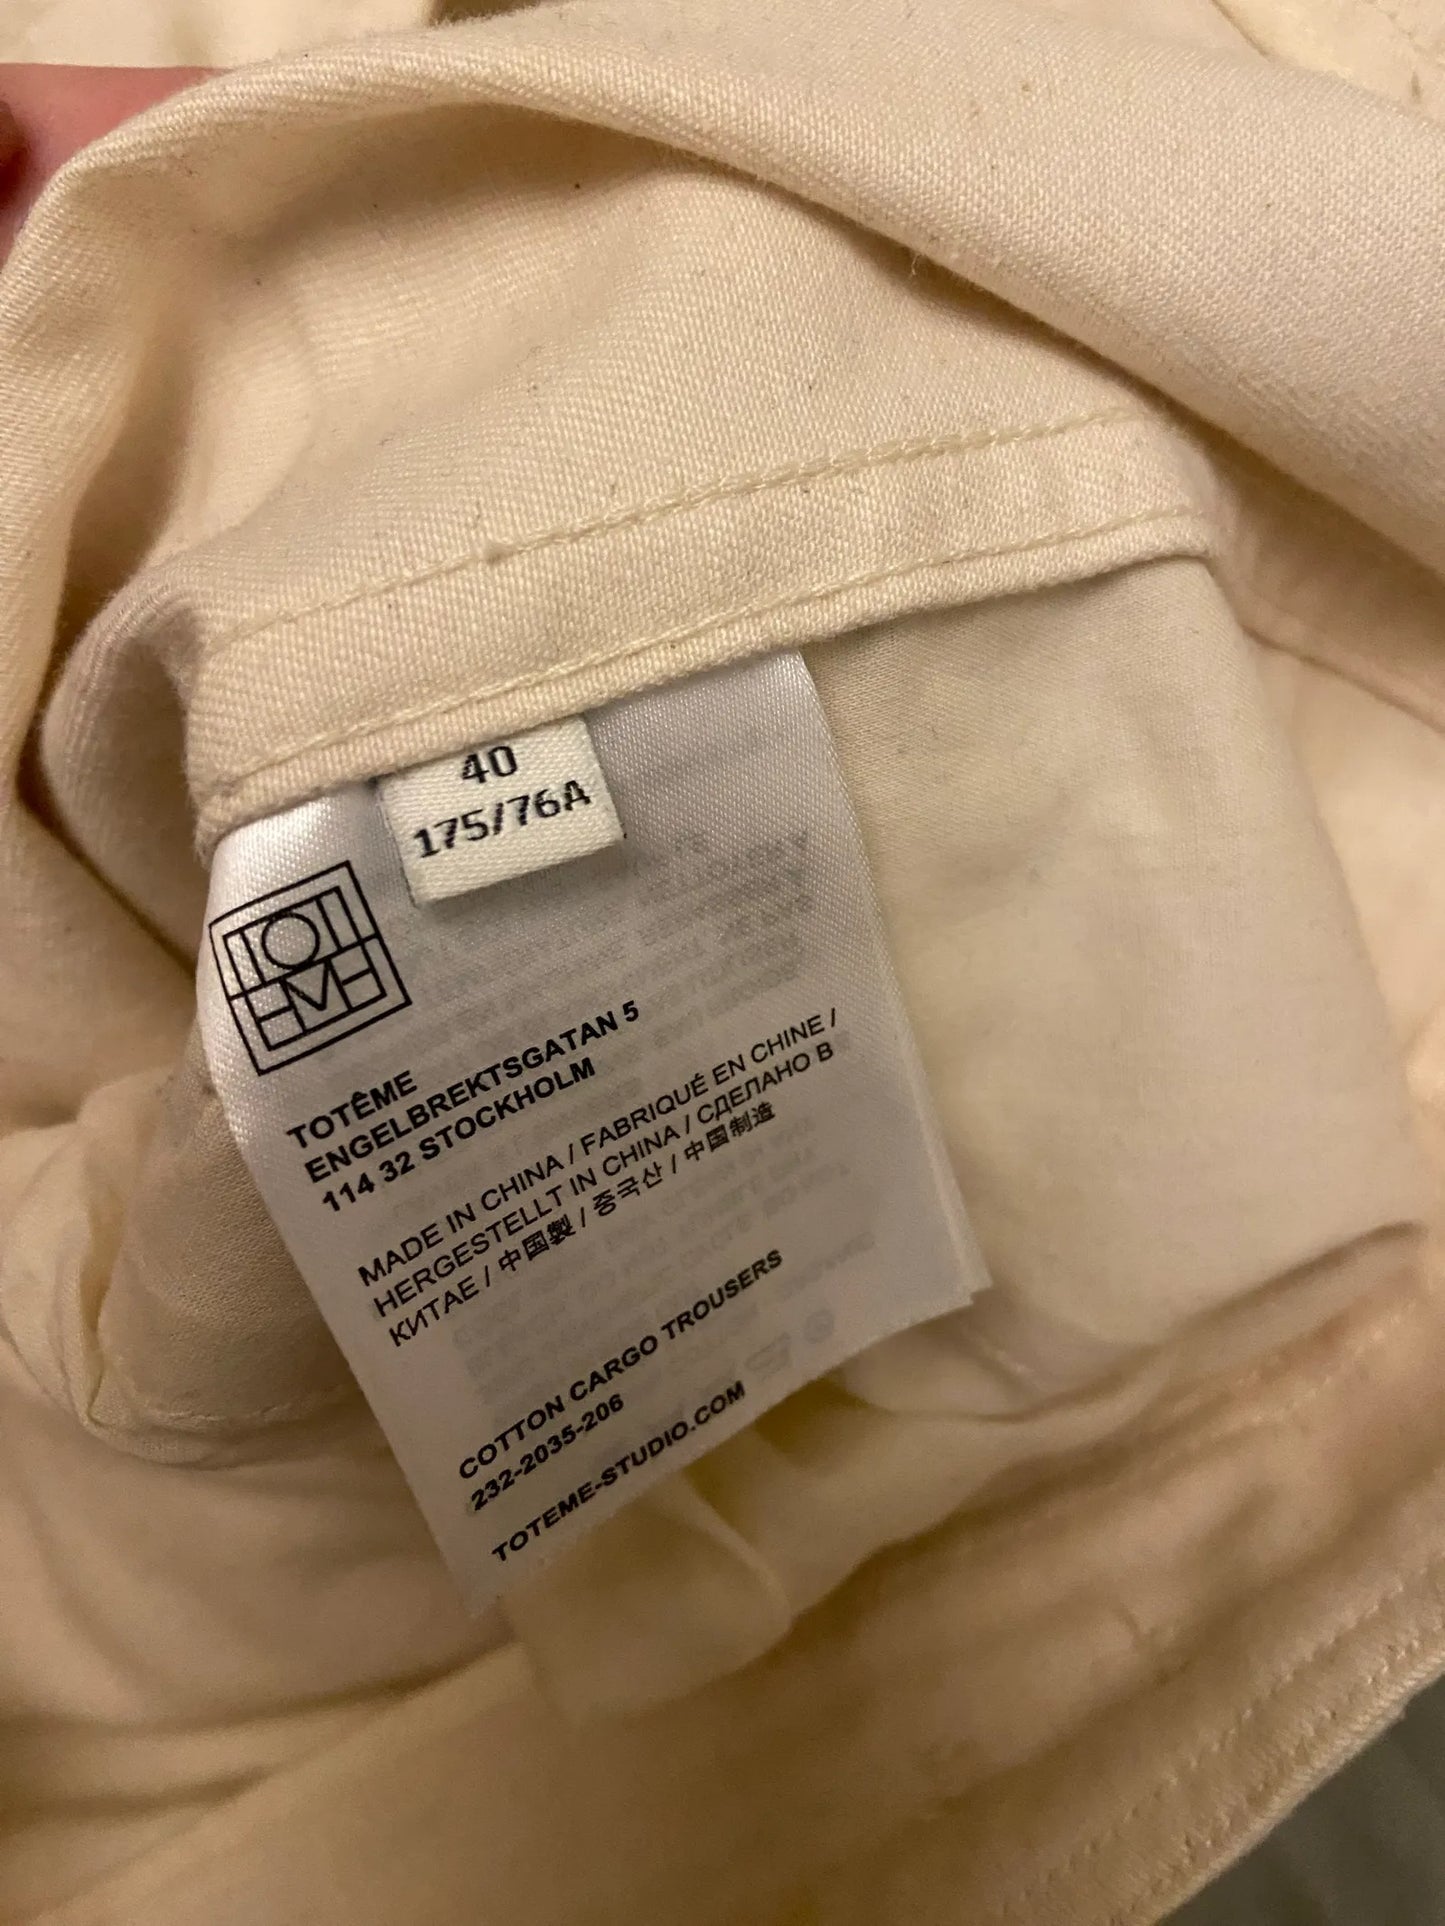 40
175/76A
TOTEME
TOTÊME
ENGELBREKTSGATAN 5
114 32 STOCKHOLM
MADE IN CHINA / FABRIQUÉ EN CHINE /
HERGESTELLT IN CHINA / СДЕЛАНО В
КИТАЕ / 中国製 / 중국산 / 中国制造
COTTON CARGO TROUSERS
232-2035-206
TOTEME-STUDIO.COM